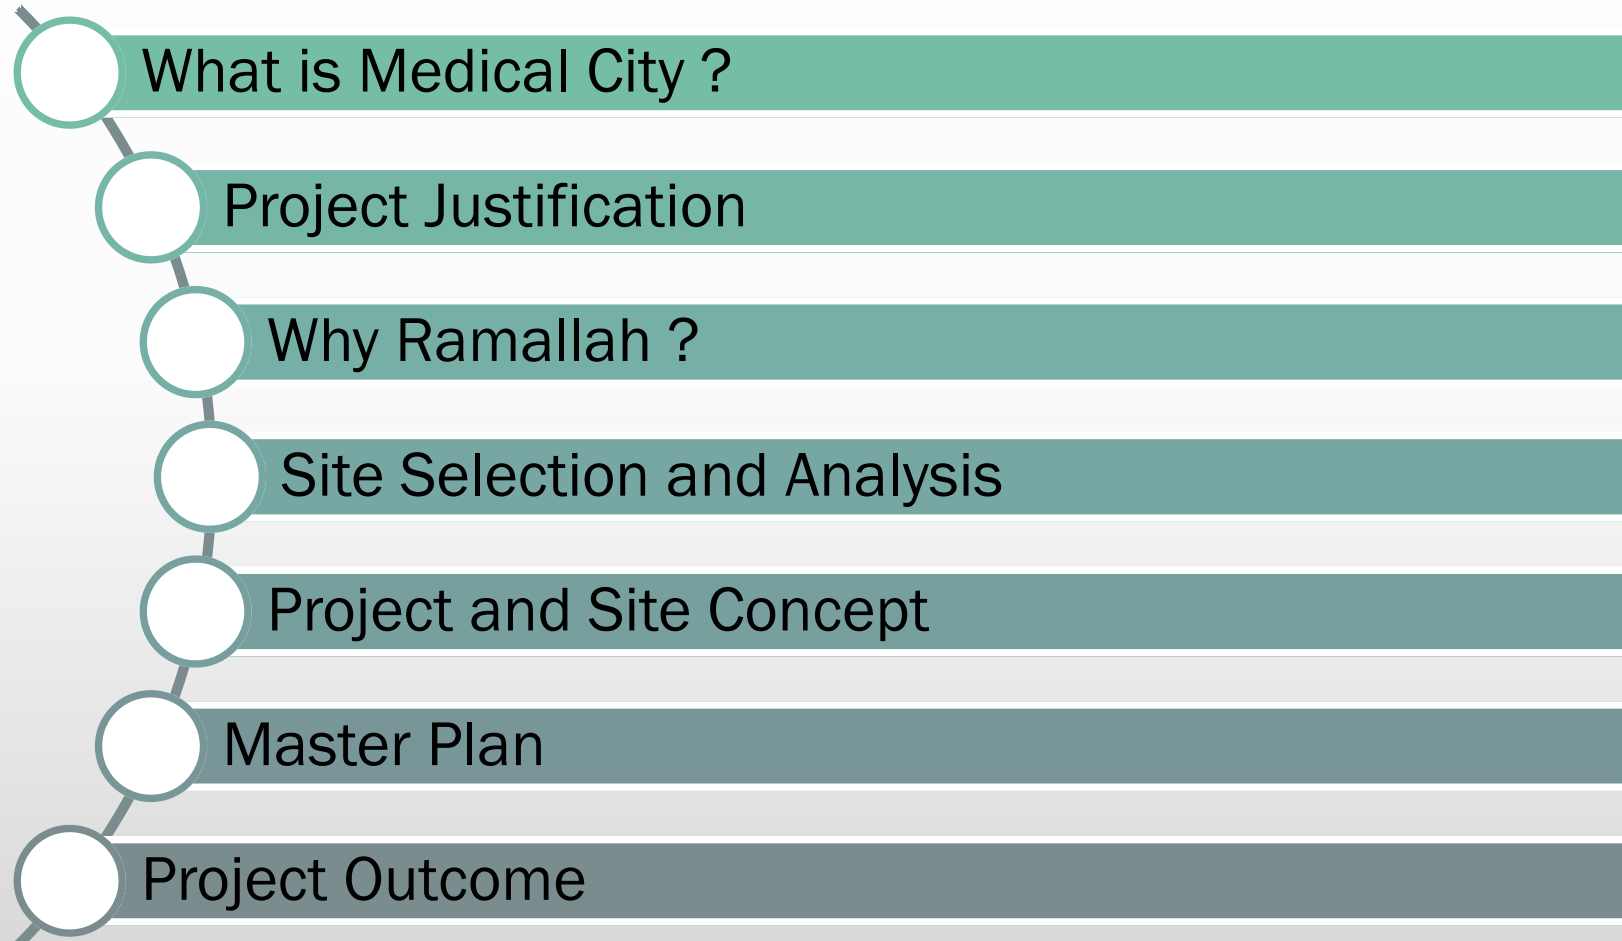 What is Medical City ?
Project Justification
Why Ramallah ?
Site Selection and Analysis
Project and Site Concept
Master Plan
Project Outcome